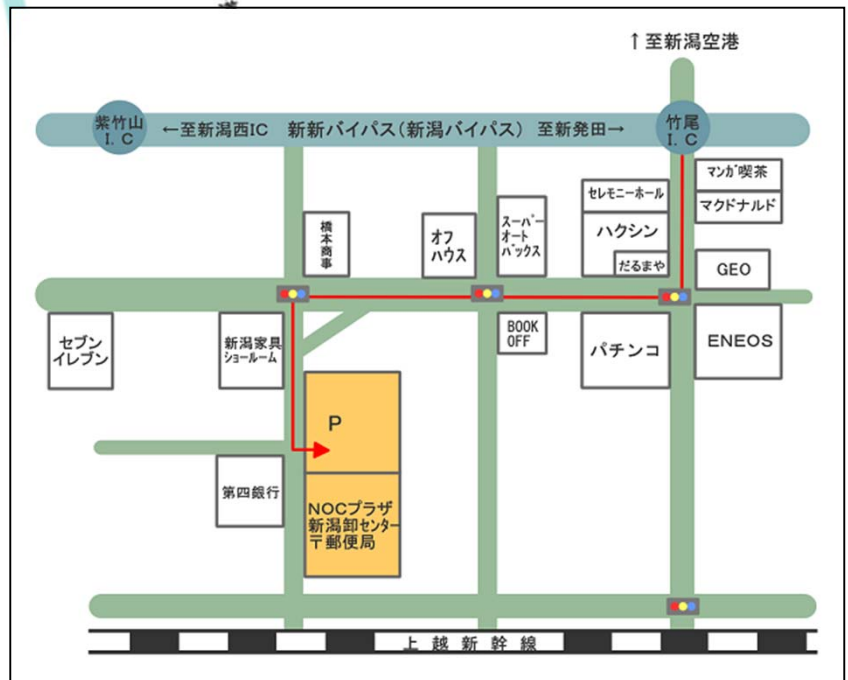 ↑至新潟空港
紫竹山
I. C
←至新潟西IC 新新バイパス(新潟バイパス) 至新発田→
竹尾
I. C
マンガ喫茶
マクドナルド
セレモニーホール
ハクシン
だるまや
GEO
橋本商事
オフ
ハウス
スーパー
オート
バックス
セブン
イレブン
新潟家具
ショールーム
BOOK
OFF
パチンコ
ENEOS
P
第四銀行
NOCプラザ
新潟卸センター
〒郵便局
上越新幹線